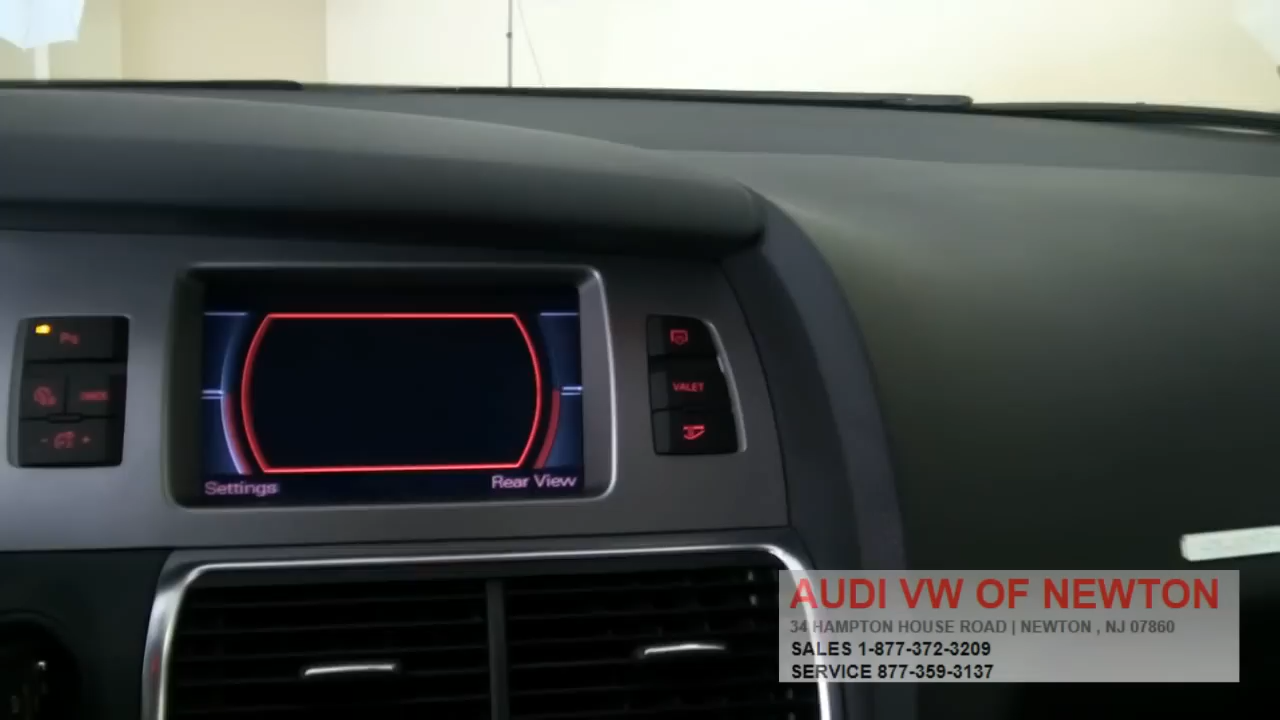 VALET
Settings
Rear View
AUDI VW OF NEWTON
34 HAMPTON HOUSE ROAD | NEWTON , NJ 07860
SALES 1-877-372-3209
SERVICE 877-359-3137